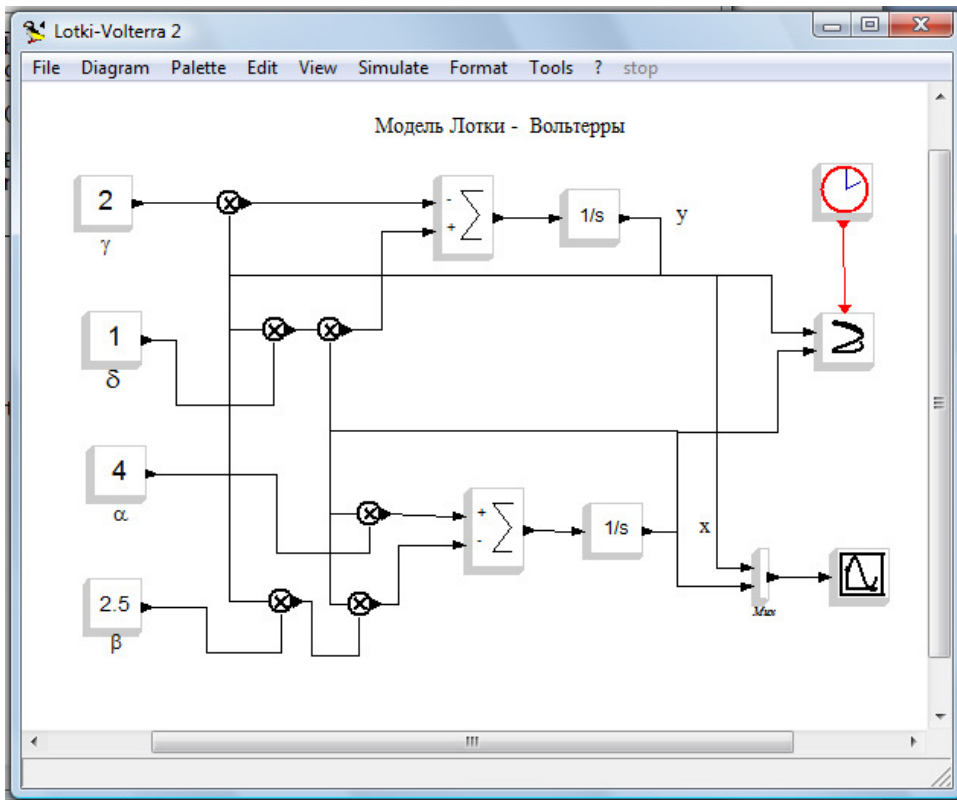 Lotki-Volterra 2
File Diagram Palette Edit View Simulate Format Tools ? stop
Модель Лотки - Вольтерры
2
γ
-
+
1/s
y
1
δ
4
α
+
-
1/s
x
2.5
β
Mux